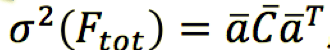 σ²(F_tot) = āC̄ā^T